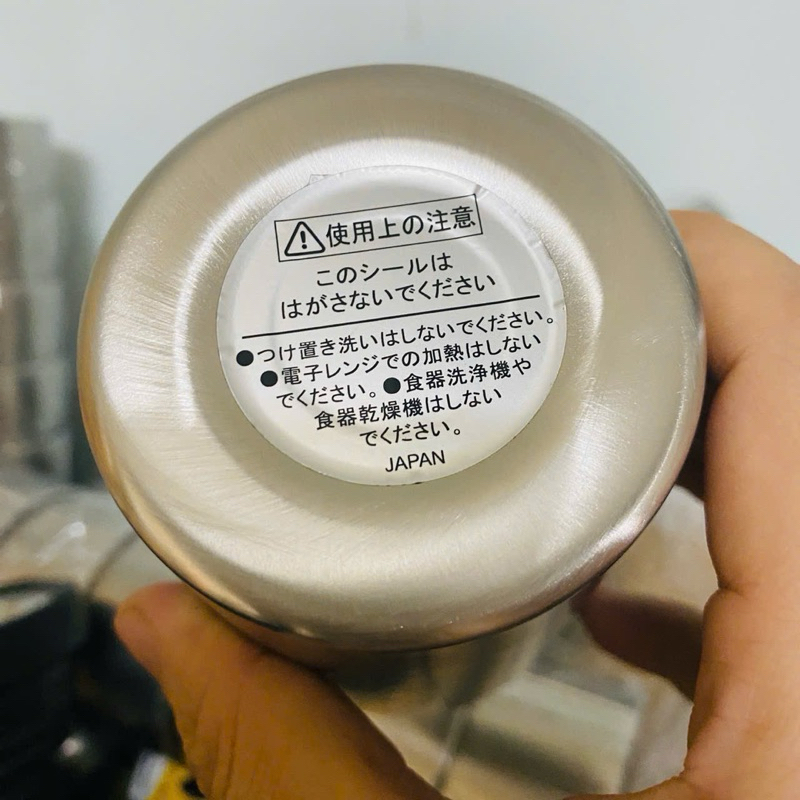 使用上の注意
このシールは
はがさないでください
●つけ置き洗いはしないでください。
●電子レンジでの加熱はしない
でください。●食器洗浄機や
食器乾燥機はしない
でください。
JAPAN